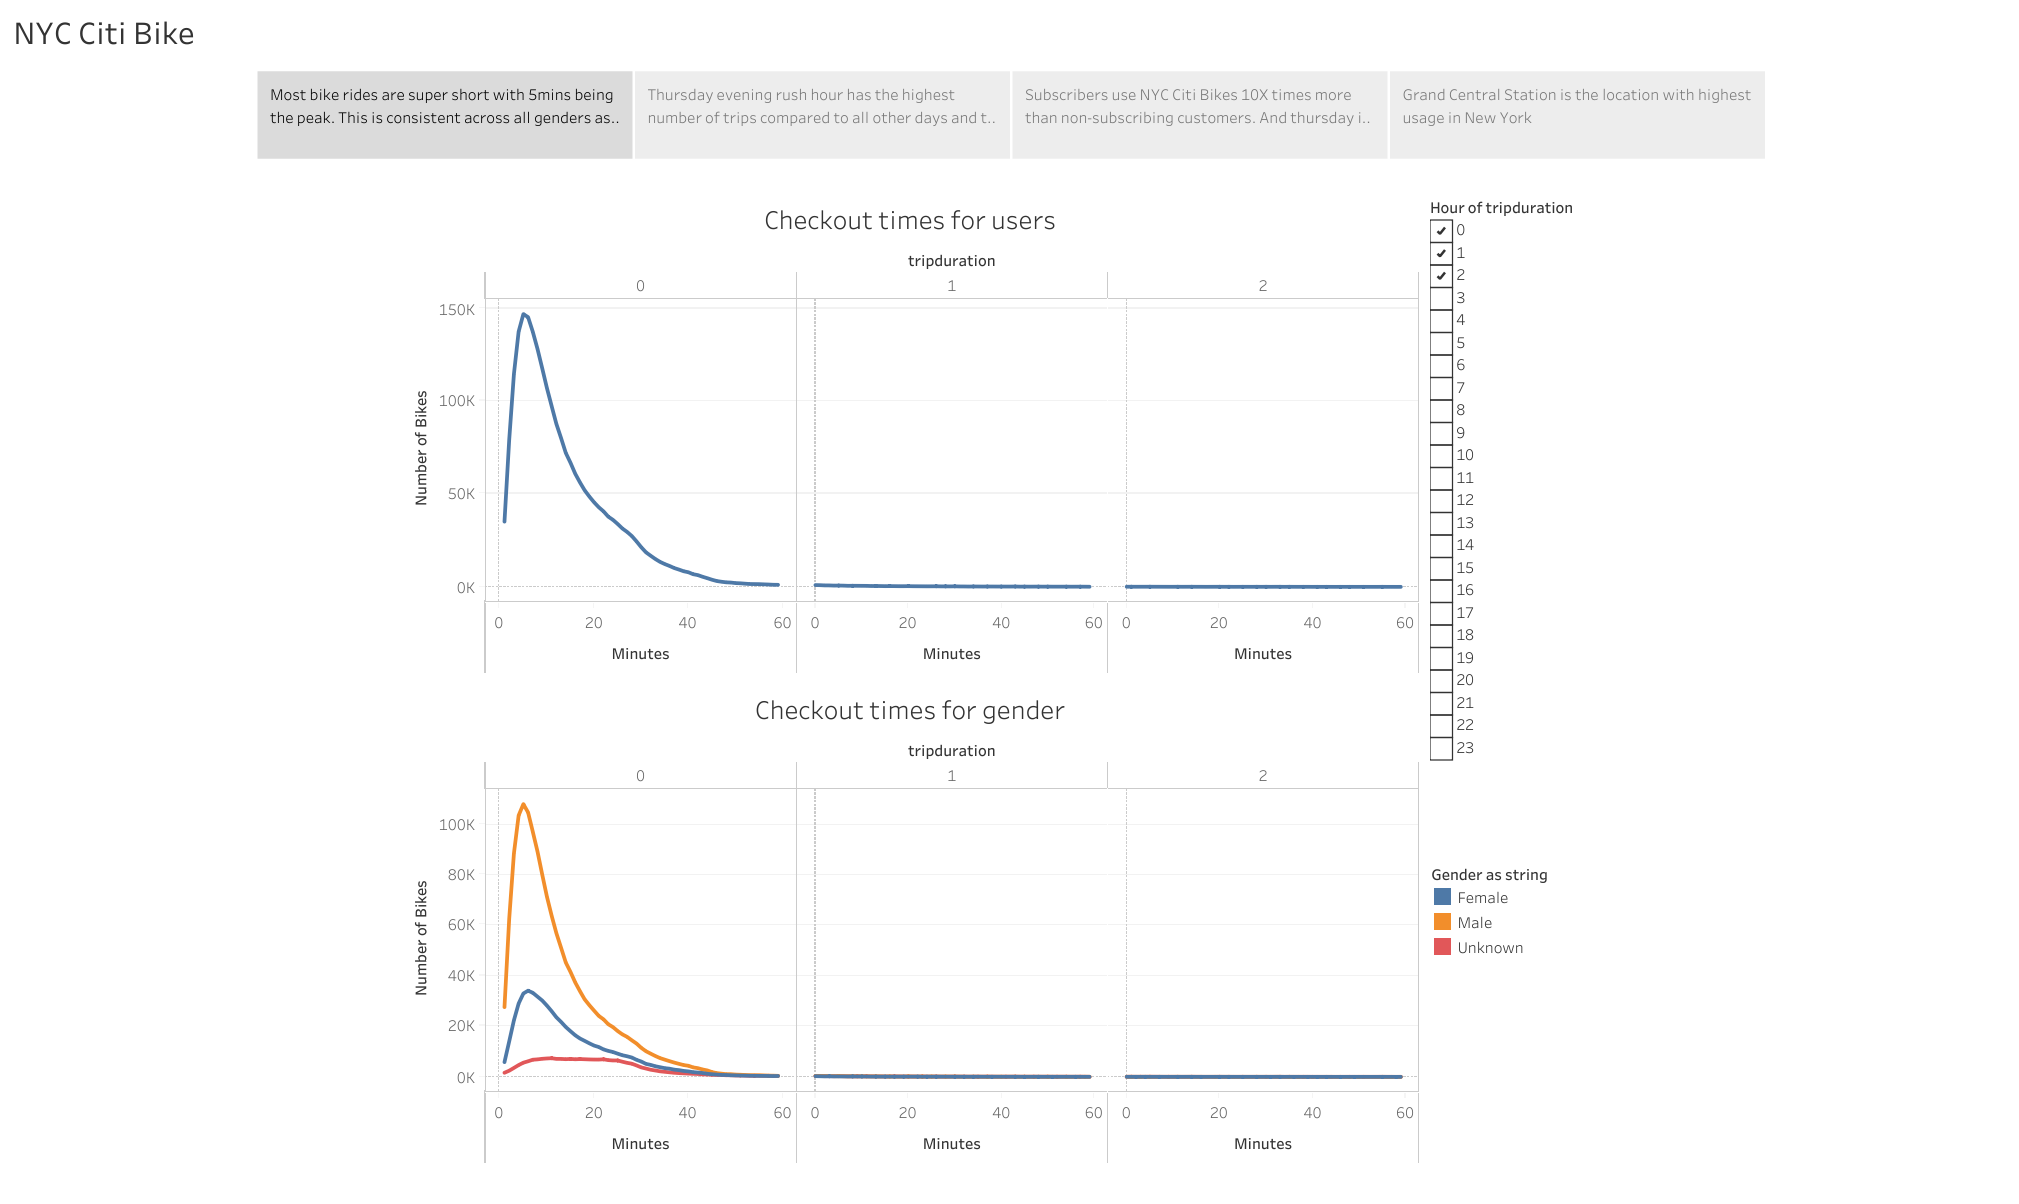 NYC Citi Bike
Most bike rides are super short with 5mins being
the peak. This is consistent across all genders as..
Thursday evening rush hour has the highest
number of trips compared to all other days and t..
Subscribers use NYC Citi Bikes 10X times more
than non-subscribing customers. And thursday i..
Grand Central Station is the location with highest
usage in New York
Checkout times for users
tripduration
0 1 2
Number of Bikes
150K
100K
50K
0K
0 20 40 60 0 20 40 60 0 20 40 60
Minutes Minutes Minutes
Hour of tripduration
0
1
2
3
4
5
6
7
8
9
10
11
12
13
14
15
16
17
18
19
20
21
22
23
Checkout times for gender
tripduration
0 1 2
Number of Bikes
100K
80K
60K
40K
20K
0K
0 20 40 60 0 20 40 60 0 20 40 60
Minutes Minutes Minutes
Gender as string
Female
Male
Unknown